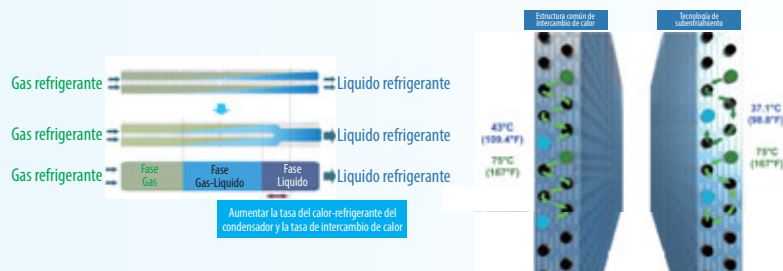 Gas refrigerante
Liquido refrigerante
Gas refrigerante
Liquido refrigerante
Gas refrigerante
Fase
Gas
Fase
Gas-Liquido
Fase
Liquido
Liquido refrigerante
Aumentar la tasa del calor-refrigerante del
condensador y la tasa de intercambio de calor
Estructura común de
intercambio de calor
Tecnología de
subenfriamiento
43°C
(109.4°F)
75°C
(167°F)
37.1°C
(98.8°F)
75°C
(167°F)